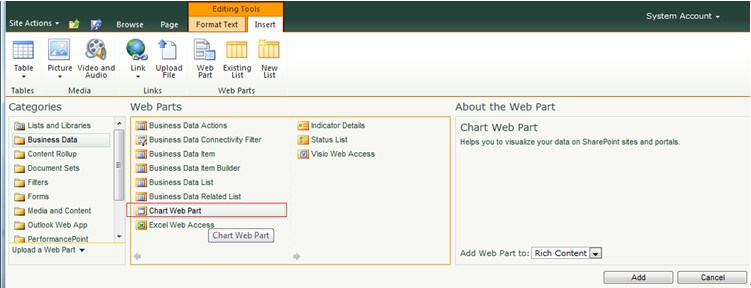 Editing Tools
Site Actions Browse Page Format Text Insert System Account
Table Picture Video and Audio Link Upload File Web Part Existing List New List
Tables Media Links Web Parts
Categories
Lists and Libraries
Business Data
Content Rollup
Document Sets
Filters
Forms
Media and Content
Outlook Web App
PerformancePoint
Upload a Web Part
Web Parts
Business Data Actions
Business Data Connectivity Filter
Business Data Item
Business Data Item Builder
Business Data List
Business Data Related List
Chart Web Part
Excel Web Access
Chart Web Part
Indicator Details
Status List
Visio Web Access
About the Web Part
Chart Web Part
Helps you to visualize your data on SharePoint sites and portals.
Add Web Part to: Rich Content
Add Cancel